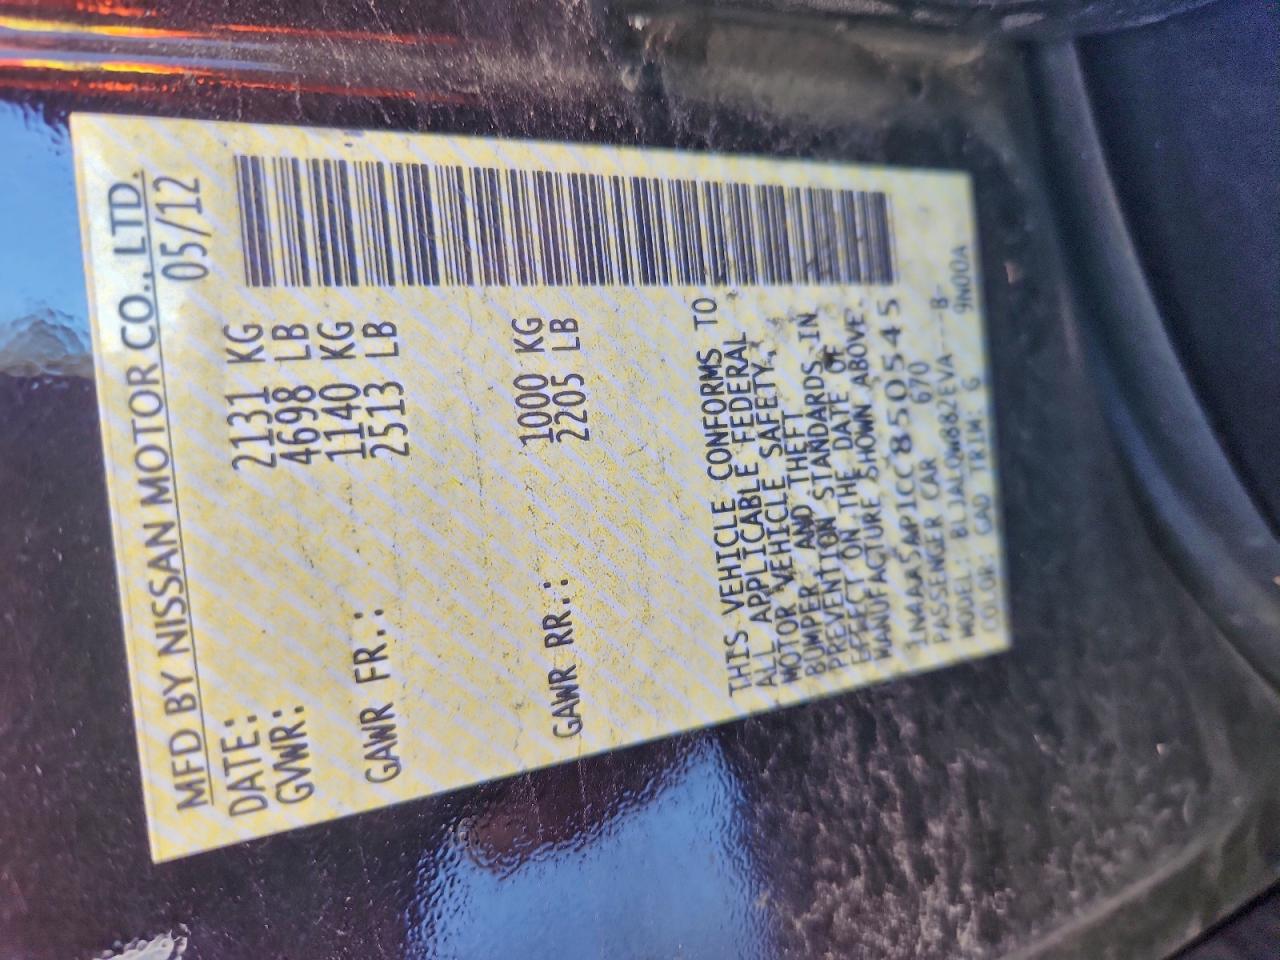 MFD BY NISSAN MOTOR CO., LTD.
DATE: 05/12
GVWR: 2131 KG
4698 LB
GAWR FR.: 1140 KG
2513 LB
GAWR RR.: 1000 KG
2205 LB
THIS VEHICLE CONFORMS TO
ALL APPLICABLE FEDERAL
MOTOR VEHICLE SAFETY,
BUMPER AND THEFT
PREVENTION STANDARDS IN
EFFECT ON THE DATE OF
MANUFACTURE SHOWN ABOVE.
1N4AA5AP1CC850545
PASSENGER CAR 670
MODEL: B-
COLOR: GAD TRIM: G 9N00A